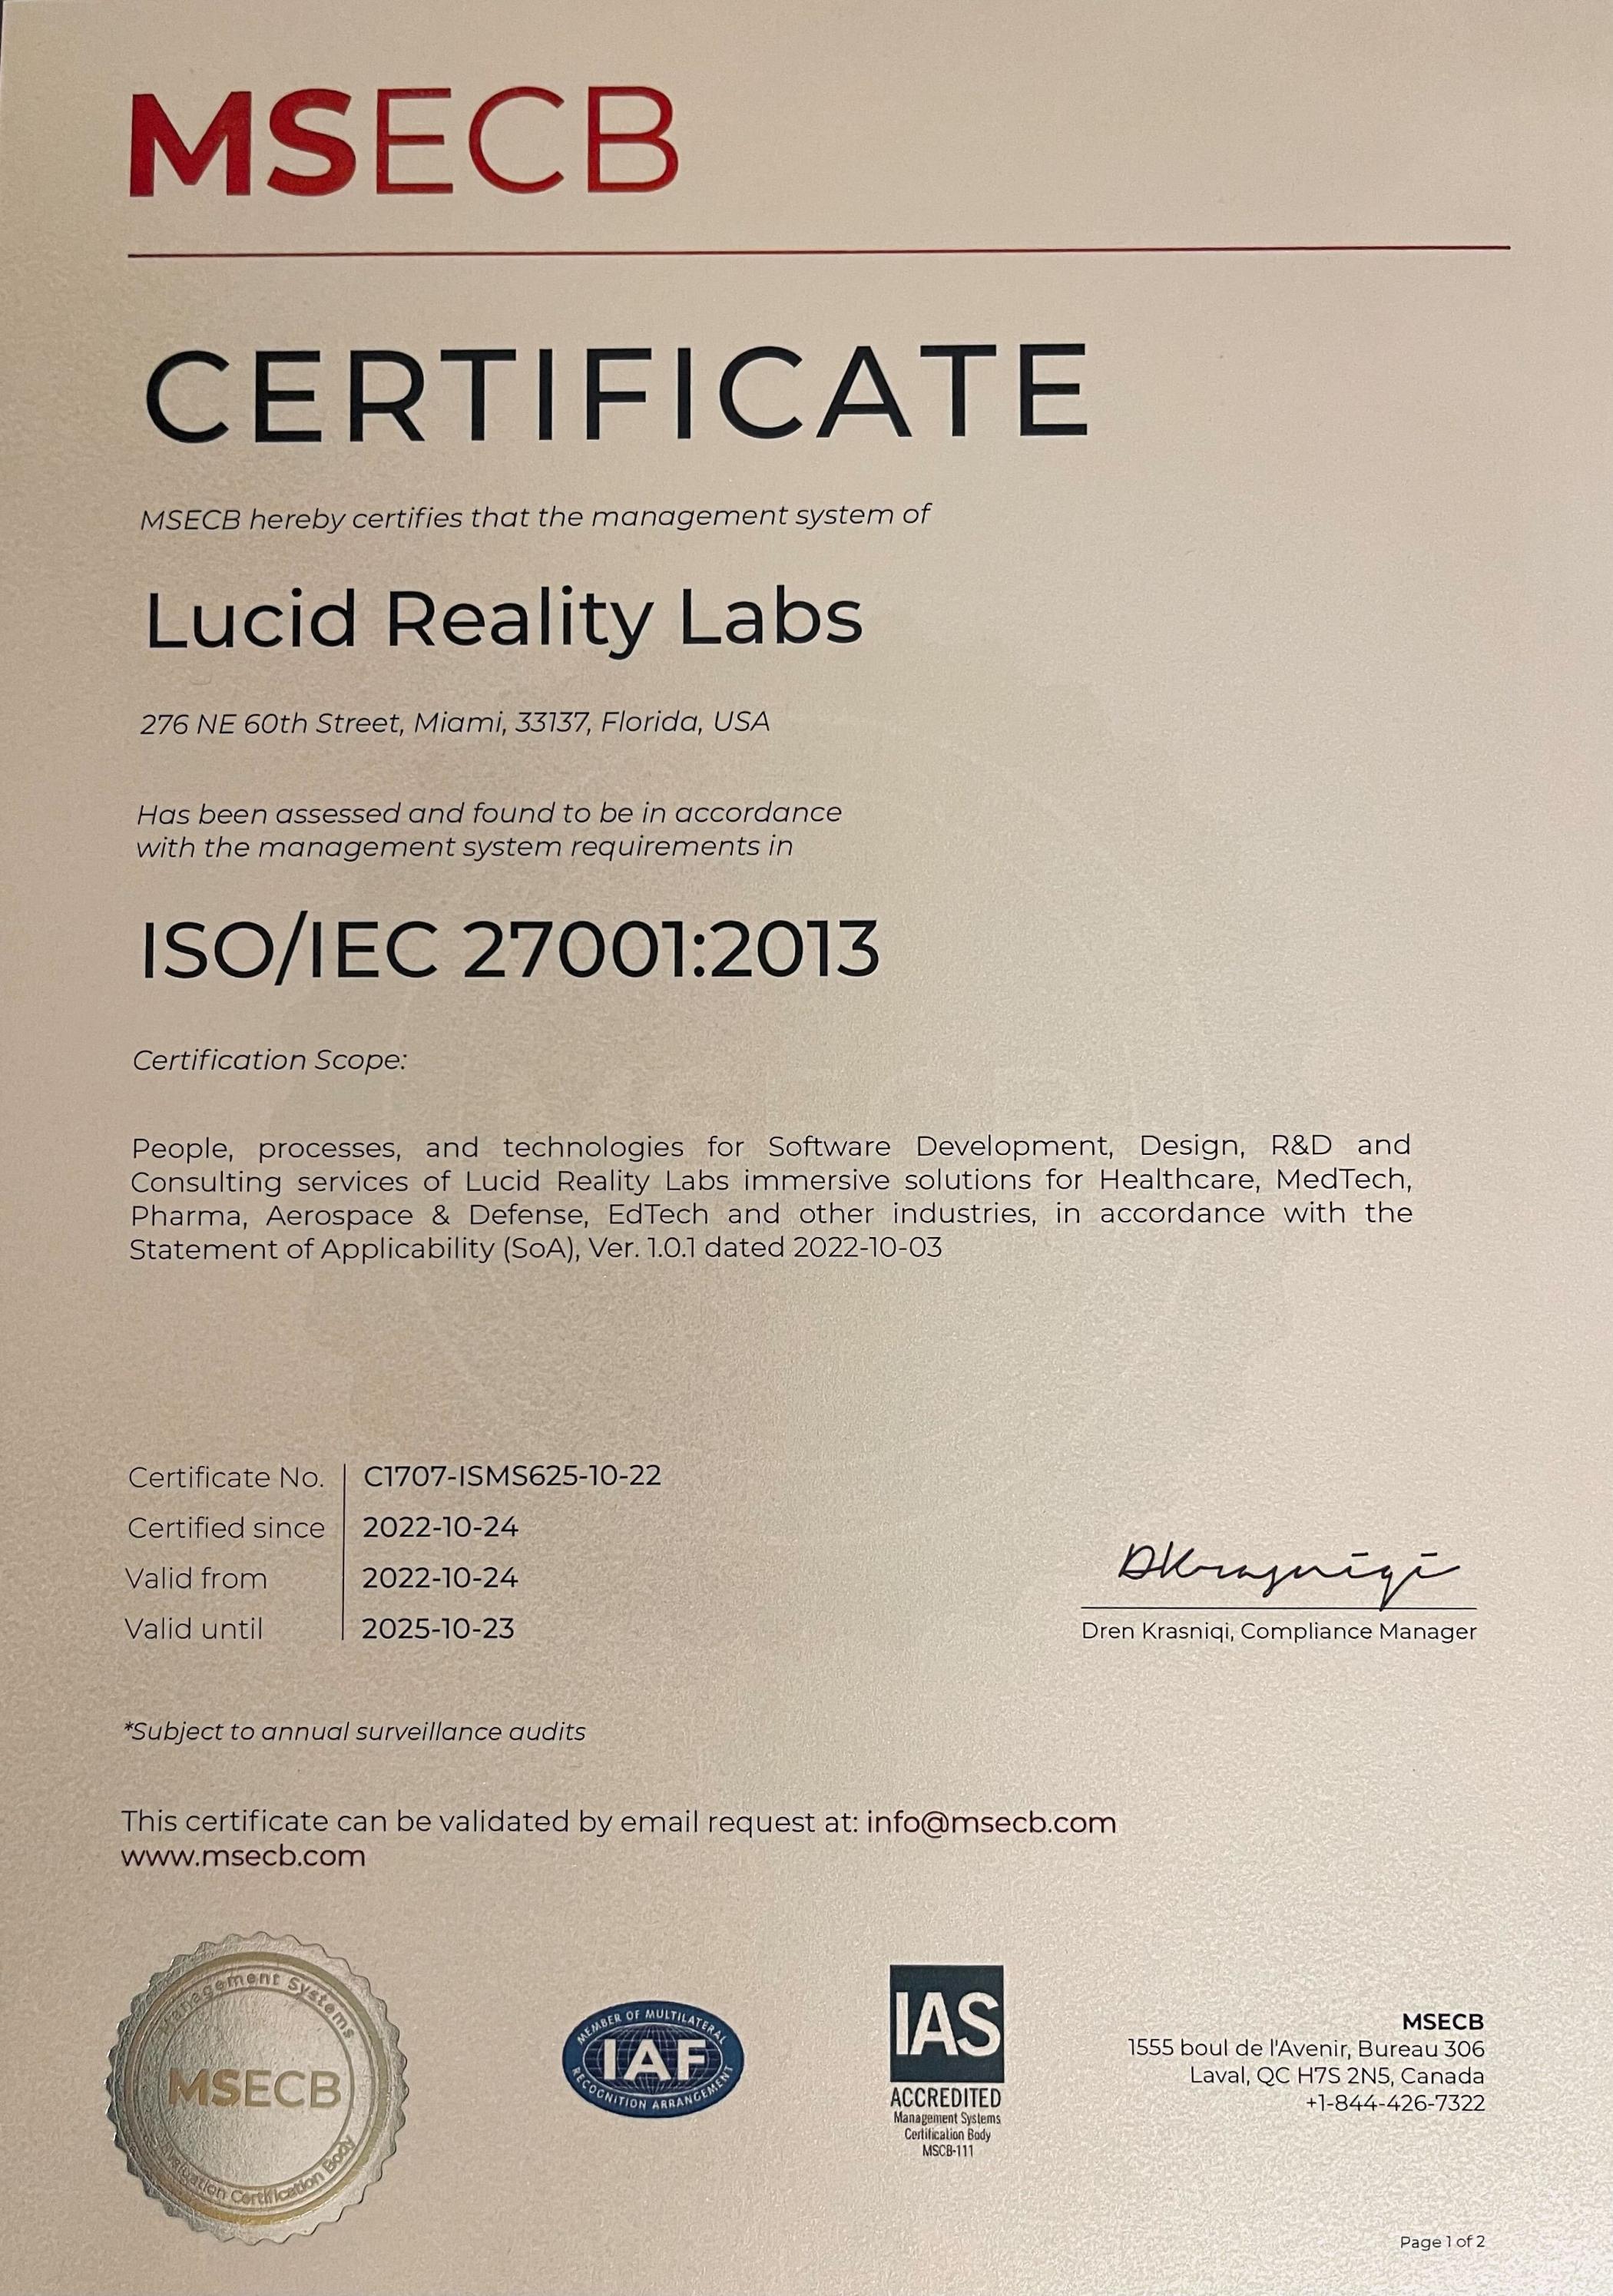 MSECB
CERTIFICATE
MSECB hereby certifies that the management system of
Lucid Reality Labs
276 NE 60th Street, Miami, 33137, Florida, USA
Has been assessed and found to be in accordance
with the management system requirements in
ISO/IEC 27001:2013
Certification Scope:
People, processes, and technologies for Software Development, Design, R&D and
Consulting services of Lucid Reality Labs immersive solutions for Healthcare, MedTech,
Pharma, Aerospace & Defense, EdTech and other industries, in accordance with the
Statement of Applicability (SoA), Ver. 1.0.1 dated 2022-10-03
Certificate No. C1707-ISMS625-10-22
Certified since 2022-10-24
Valid from 2022-10-24
Valid until 2025-10-23
DKrasniqi
Dren Krasniqi, Compliance Manager
*Subject to annual surveillance audits
This certificate can be validated by email request at: info@msecb.com
www.msecb.com
Management Systems
MSECB
Evaluation Certification Body
MEMBER OF MULTILATERAL
IAF
RECOGNITION ARRANGEMENT
IAS
ACCREDITED
Management Systems
Certification Body
MSCB-111
MSECB
1555 boul de l'Avenir, Bureau 306
Laval, QC H7S 2N5, Canada
+1-844-426-7322
Page 1 of 2